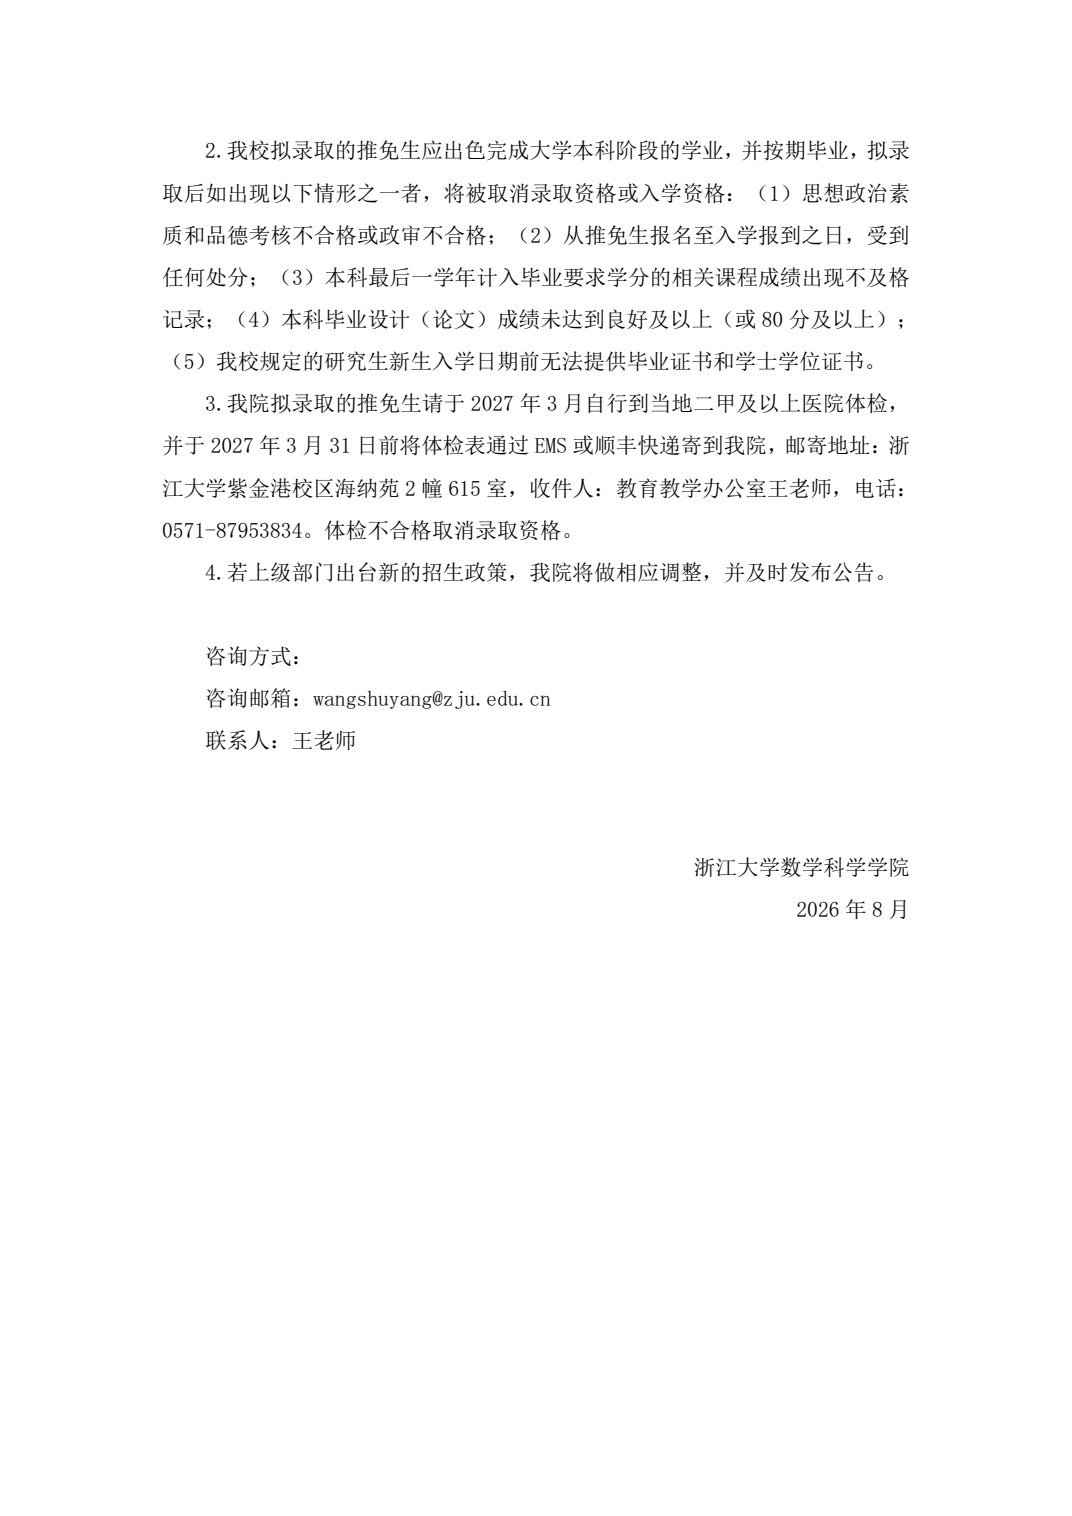 2.我校拟录取的推免生应出色完成大学本科阶段的学业，并按期毕业，拟录
取后如出现以下情形之一者，将被取消录取资格或入学资格：（1）思想政治素
质和品德考核不合格或政审不合格；（2）从推免生报名至入学报到之日，受到
任何处分；（3）本科最后一学年计入毕业要求学分的相关课程成绩出现不及格
记录；（4）本科毕业设计（论文）成绩未达到良好及以上（或 80 分及以上）；
（5）我校规定的研究生新生入学日期前无法提供毕业证书和学士学位证书。
3.我院拟录取的推免生请于 2027 年 3 月自行到当地二甲及以上医院体检，
并于 2027 年 3 月 31 日前将体检表通过 EMS 或顺丰快递寄到我院，邮寄地址：浙
江大学紫金港校区海纳苑 2 幢 615 室，收件人：教育教学办公室王老师，电话：
0571-87953834。体检不合格取消录取资格。
4.若上级部门出台新的招生政策，我院将做相应调整，并及时发布公告。
咨询方式：
咨询邮箱：wangshuyang@zju.edu.cn
联系人：王老师
浙江大学数学科学学院
2026 年 8 月